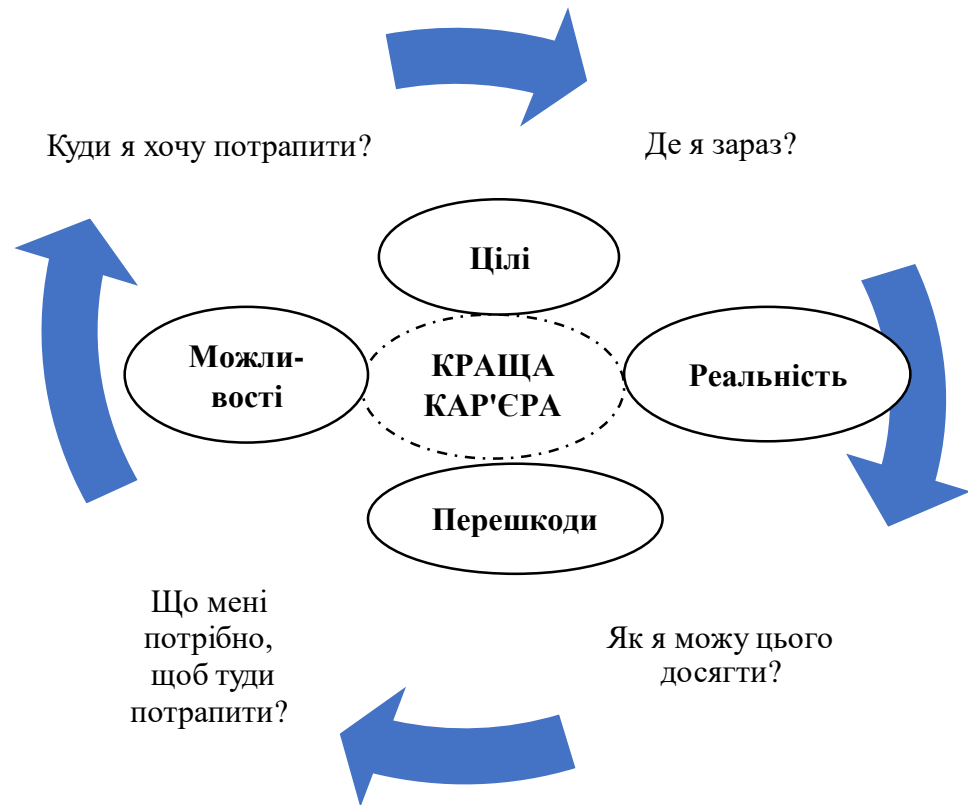 Куди я хочу потрапити?
Де я зараз?
Цілі
Можли-
вості
КРАЩА
КАР'ЄРА
Реальність
Перешкоди
Що мені
потрібно,
щоб туди
потрапити?
Як я можу цього
досягти?